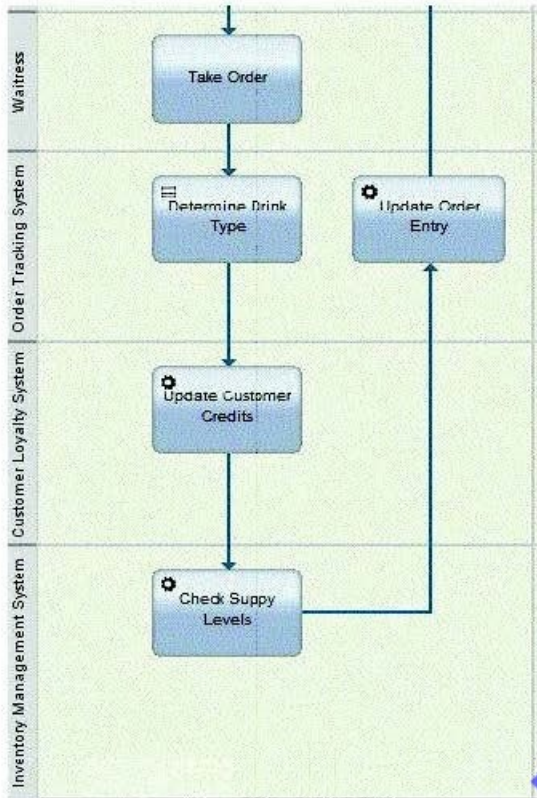 Waitress
Take Order
Order Tracking System
Determine Drink
Type
Update Order
Entry
Customer Loyalty System
Update Customer
Credits
Inventory Management System
Check Suppy
Levels